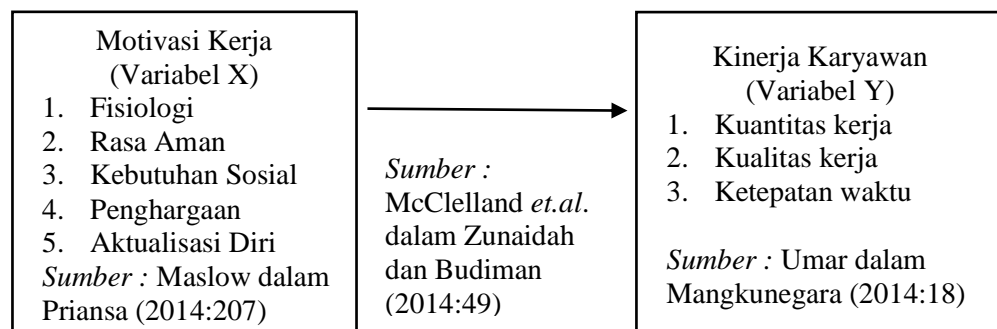 Motivasi Kerja
(Variabel X)
1. Fisiologi
2. Rasa Aman
3. Kebutuhan Sosial
4. Penghargaan
5. Aktualisasi Diri
Sumber : Maslow dalam
Priansa (2014:207)
Sumber :
McClelland et.al.
dalam Zunaidah
dan Budiman
(2014:49)
Kinerja Karyawan
(Variabel Y)
1. Kuantitas kerja
2. Kualitas kerja
3. Ketepatan waktu
Sumber : Umar dalam
Mangkunegara (2014:18)